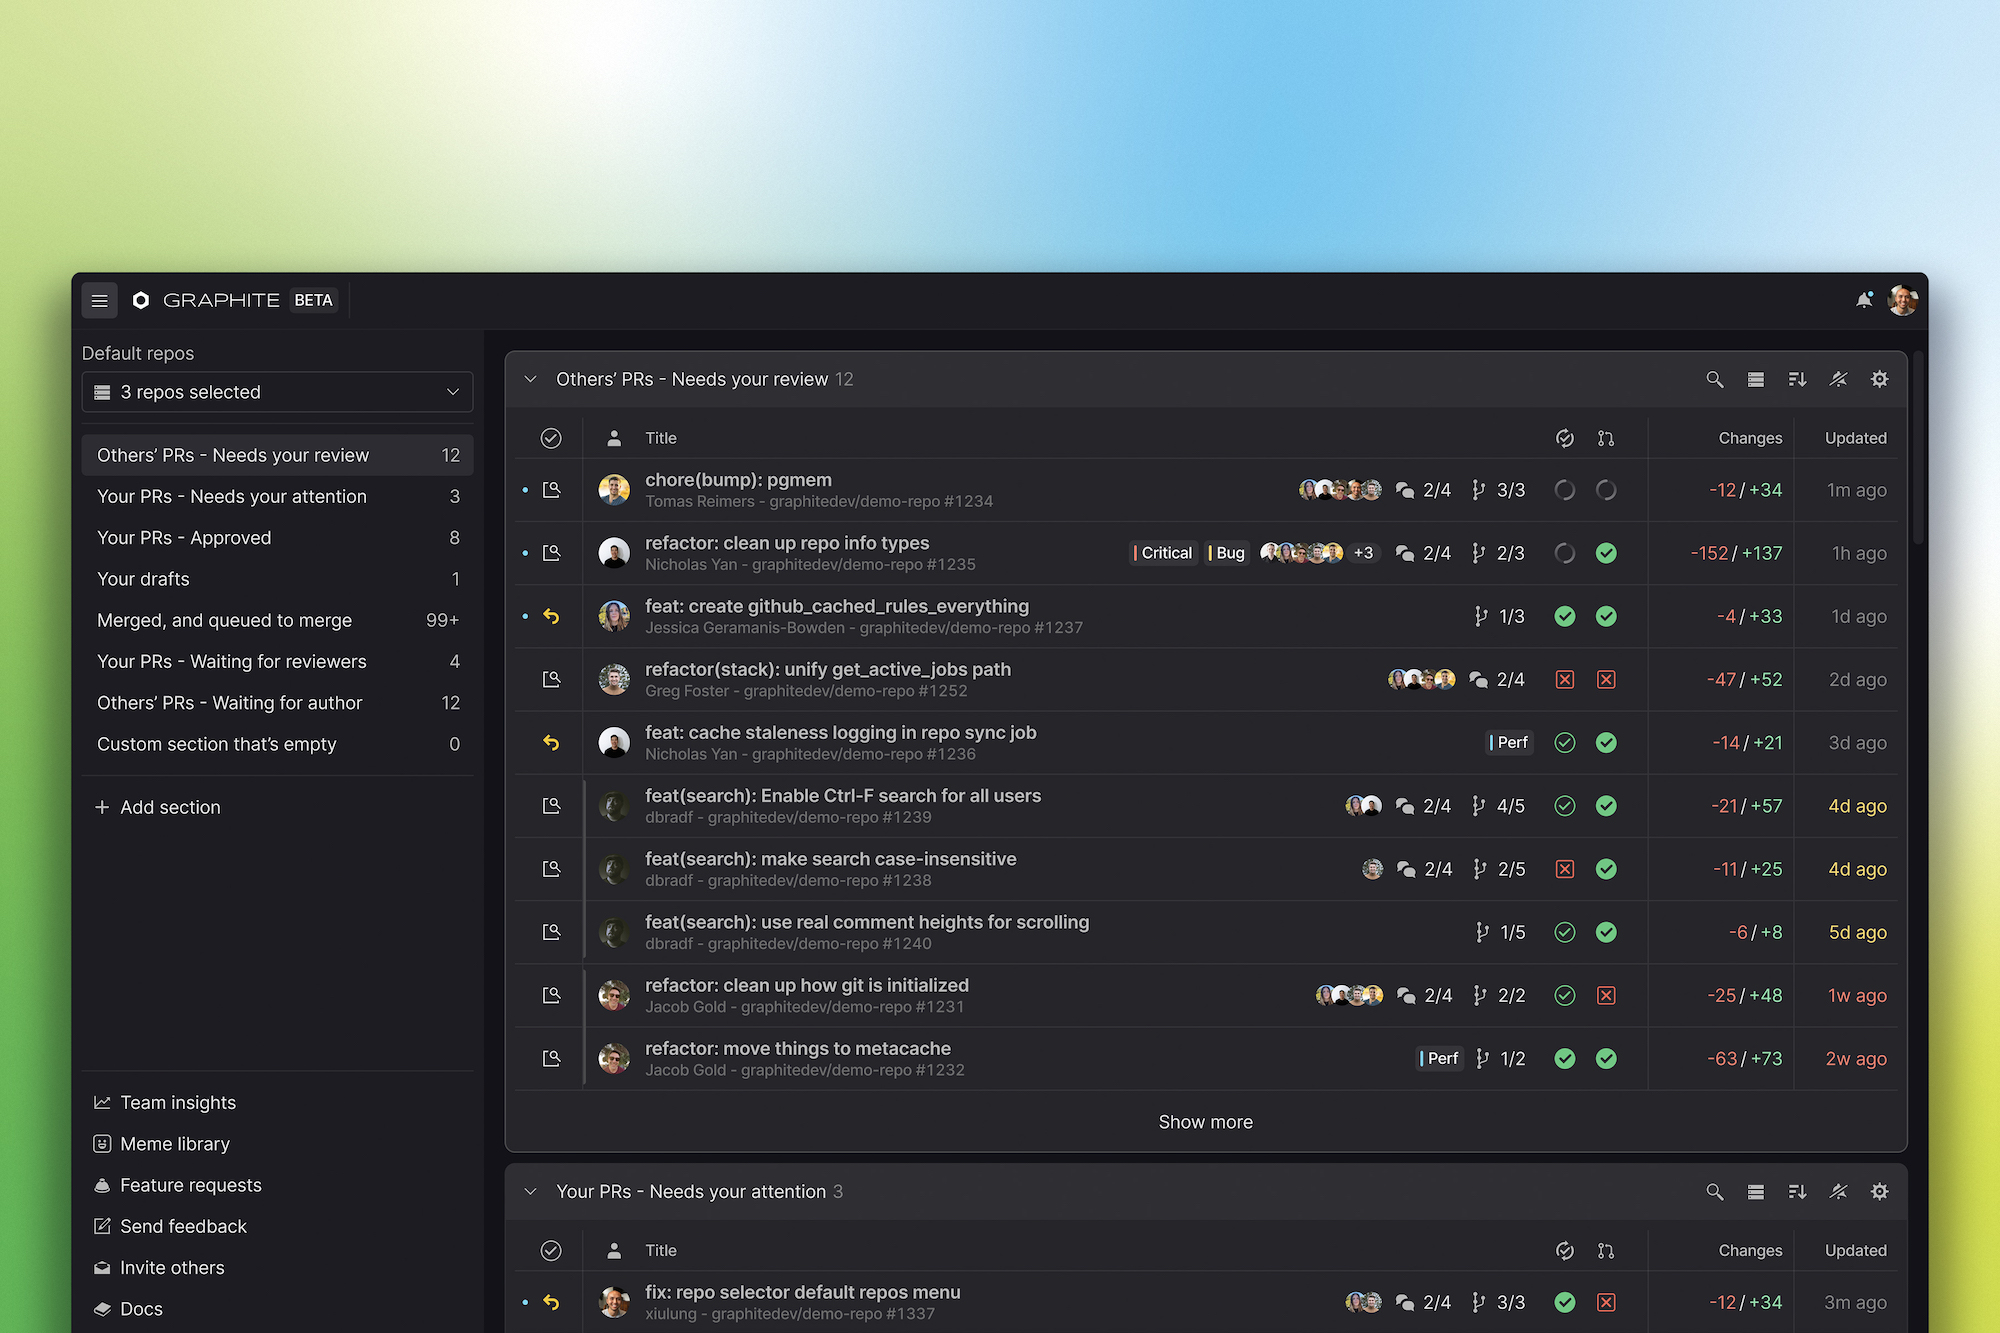 GRAPHITE BETA
Default repos
3 repos selected
Others’ PRs - Needs your review 12
Your PRs - Needs your attention 3
Your PRs - Approved 8
Your drafts 1
Merged, and queued to merge 99+
Your PRs - Waiting for reviewers 4
Others’ PRs - Waiting for author 12
Custom section that’s empty 0
Add section
Team insights
Meme library
Feature requests
Send feedback
Invite others
Docs
Others’ PRs - Needs your review 12
Title Changes Updated
chore(bump): pgmem
Tomas Reimers - graphitedev/demo-repo #1234
2/4 3/3 -12/+34 1m ago
refactor: clean up repo info types
Nicholas Yan - graphitedev/demo-repo #1235
Critical Bug +3 2/4 2/3 -152/+137 1h ago
feat: create github_cached_rules_everything
Jessica Geramanis-Bowden - graphitedev/demo-repo #1237
1/3 -4/+33 1d ago
refactor(stack): unify get_active_jobs path
Greg Foster - graphitedev/demo-repo #1252
2/4 -47/+52 2d ago
feat: cache staleness logging in repo sync job
Nicholas Yan - graphitedev/demo-repo #1236
Perf -14/+21 3d ago
feat(search): Enable Ctrl-F search for all users
dbradf - graphitedev/demo-repo #1239
2/4 4/5 -21/+57 4d ago
feat(search): make search case-insensitive
dbradf - graphitedev/demo-repo #1238
2/4 2/5 -11/+25 4d ago
feat(search): use real comment heights for scrolling
dbradf - graphitedev/demo-repo #1240
1/5 -6/+8 5d ago
refactor: clean up how git is initialized
Jacob Gold - graphitedev/demo-repo #1231
2/4 2/2 -25/+48 1w ago
refactor: move things to metacache
Jacob Gold - graphitedev/demo-repo #1232
Perf 1/2 -63/+73 2w ago
Show more
Your PRs - Needs your attention 3
Title Changes Updated
fix: repo selector default repos menu
xiulung - graphitedev/demo-repo #1337
2/4 3/3 -12/+34 3m ago